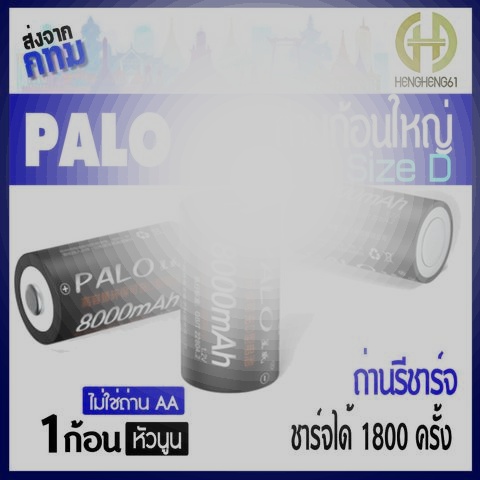 ส่งจาก
คทม
HENGHENG61
PALO
ก้อนใหญ่
Size D
PALO
8000mAh
PALO
8000mAh
mAh
ถ่านรีชาร์จ
ไม่ใช่ถ่าน AA
1ก้อน หัวนูน
ชาร์จได้ 1800 ครั้ง